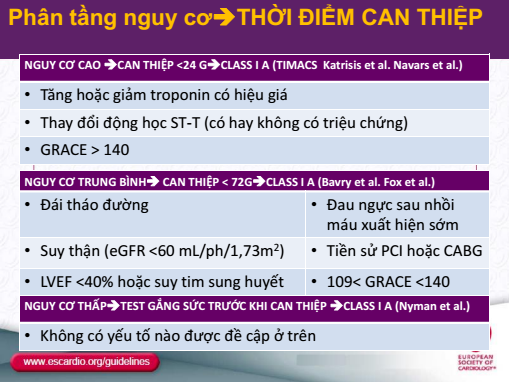 Phân tầng nguy cơ➔THỜI ĐIỂM CAN THIỆP
NGUY CƠ CAO ➔CAN THIỆP <24 G➔CLASS I A (TIMACS Katrisis et al. Navars et al.)
• Tăng hoặc giảm troponin có hiệu giá
• Thay đổi động học ST-T (có hay không có triệu chứng)
• GRACE > 140
NGUY CƠ TRUNG BÌNH➔ CAN THIỆP < 72G➔CLASS I A (Bavry et al. Fox et al.)
• Đái tháo đường
• Đau ngực sau nhồi
máu xuất hiện sớm
• Suy thận (eGFR <60 mL/ph/1,73m²)
• Tiền sử PCI hoặc CABG
• LVEF <40% hoặc suy tim sung huyết
• 109< GRACE <140
NGUY CƠ THẤP➔TEST GẮNG SỨC TRƯỚC KHI CAN THIỆP ➔CLASS I A (Nyman et al.)
• Không có yếu tố nào được đề cập ở trên
www.escardio.org/guidelines
EUROPEAN
SOCIETY OF
CARDIOLOGY®